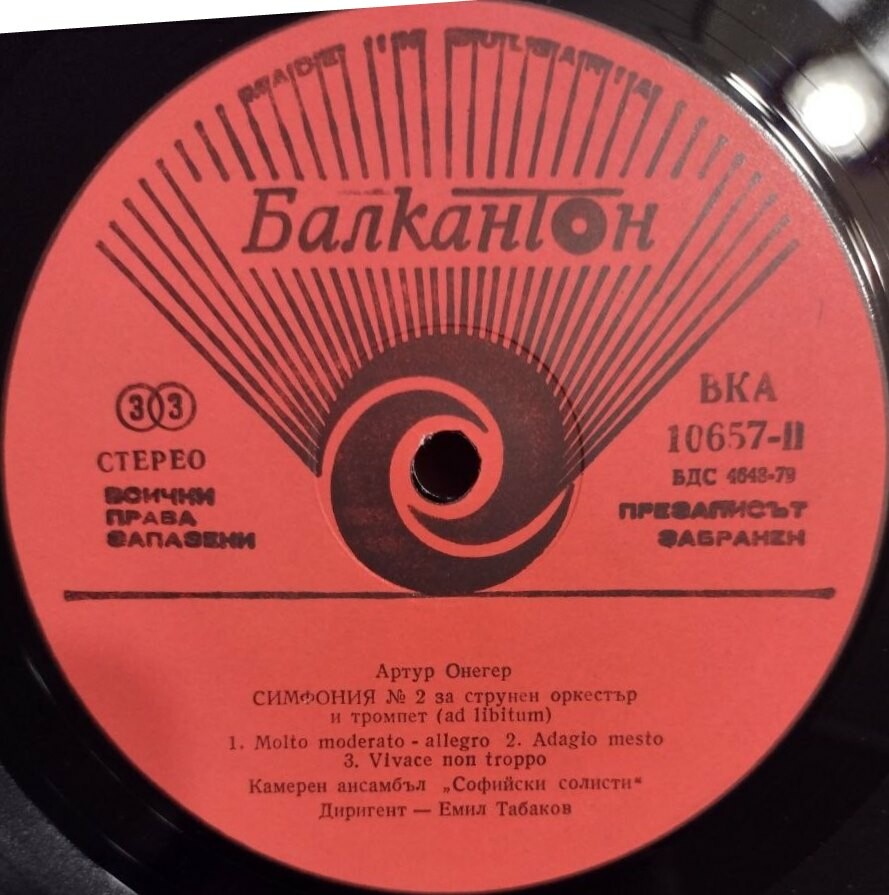 MADE IN BULGARIA
Балкантон
33
СТЕРЕО
ВСИЧНИ
ПРАВА
ЗАПАЗЕНИ
ВКА
10657-II
БДС 4643-79
ПРЕЗАПИСЪТ
ЗАБРАНЕН
Артур Онегер
СИМФОНИЯ № 2 за струнен оркестър
и тромпет (ad libitum)
1. Molto moderato - allegro 2. Adagio mesto
3. Vivace non troppo
Камерен ансамбъл „Софийски солисти“
Диригент — Емил Табаков